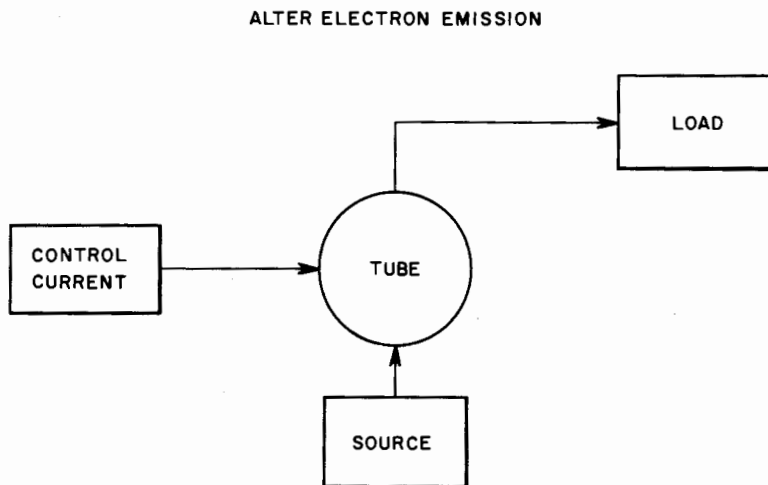 ALTER ELECTRON EMISSION
LOAD
CONTROL
CURRENT
TUBE
SOURCE